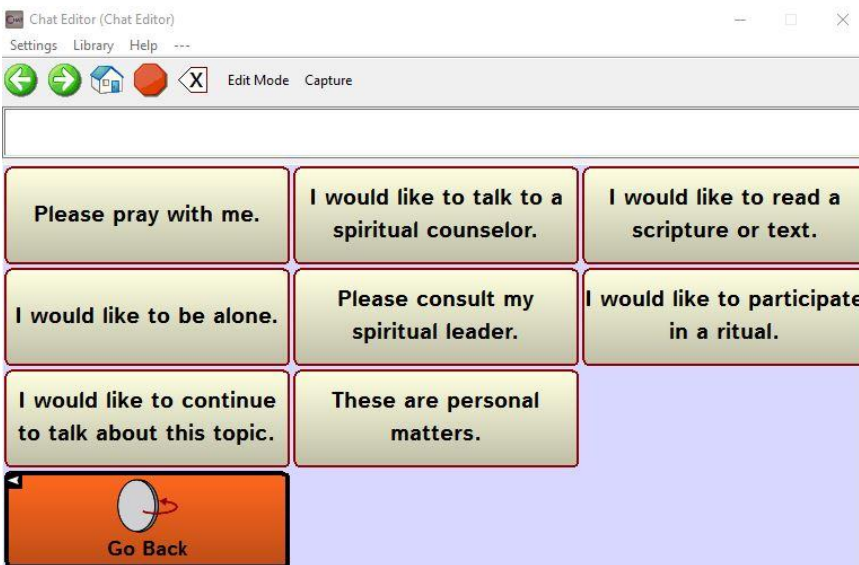 Chat Editor (Chat Editor)
Settings Library Help ---
X Edit Mode Capture
Please pray with me.
I would like to talk to a
spiritual counselor.
I would like to read a
scripture or text.
I would like to be alone.
Please consult my
spiritual leader.
I would like to participate
in a ritual.
I would like to continue
to talk about this topic.
These are personal
matters.
Go Back